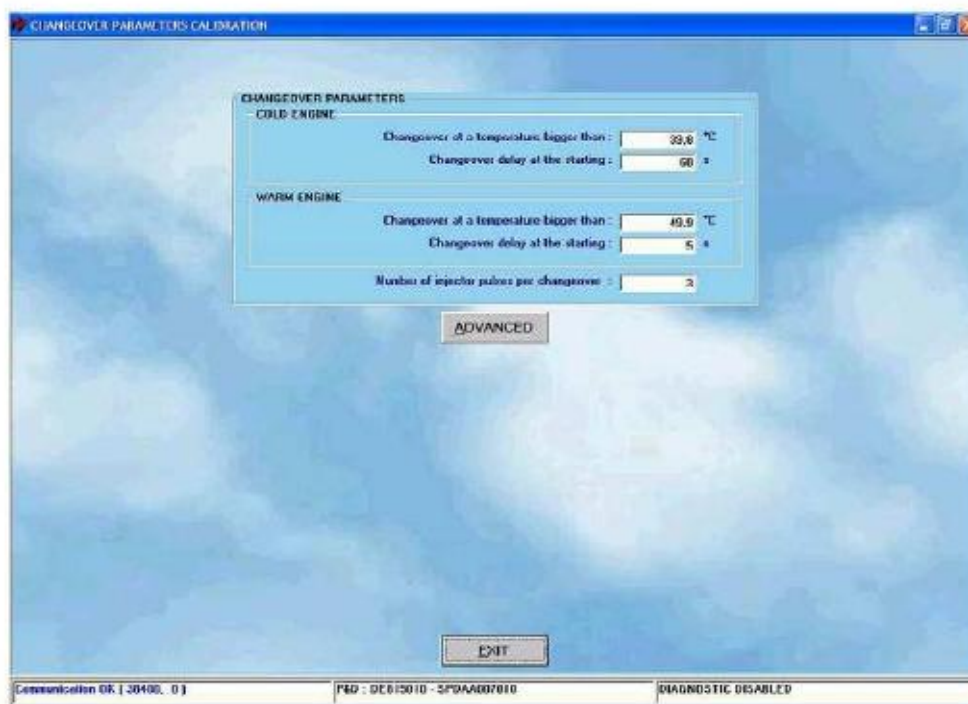 CHANGEOVER PARAMETERS CALIBRATION
CHANGEOVER PARAMETERS
COLD ENGINE
Changeover at a temperature bigger than : °C
Changeover delay at the starting : 60 s
WARM ENGINE
Changeover at a temperature bigger than : 49.9 °C
Changeover delay at the starting : 5 s
Number of injector pulses per changeover : 3
ADVANCED
EXIT
Communication OK ( 38400, 0 )
DIAGNOSTIC DISABLED